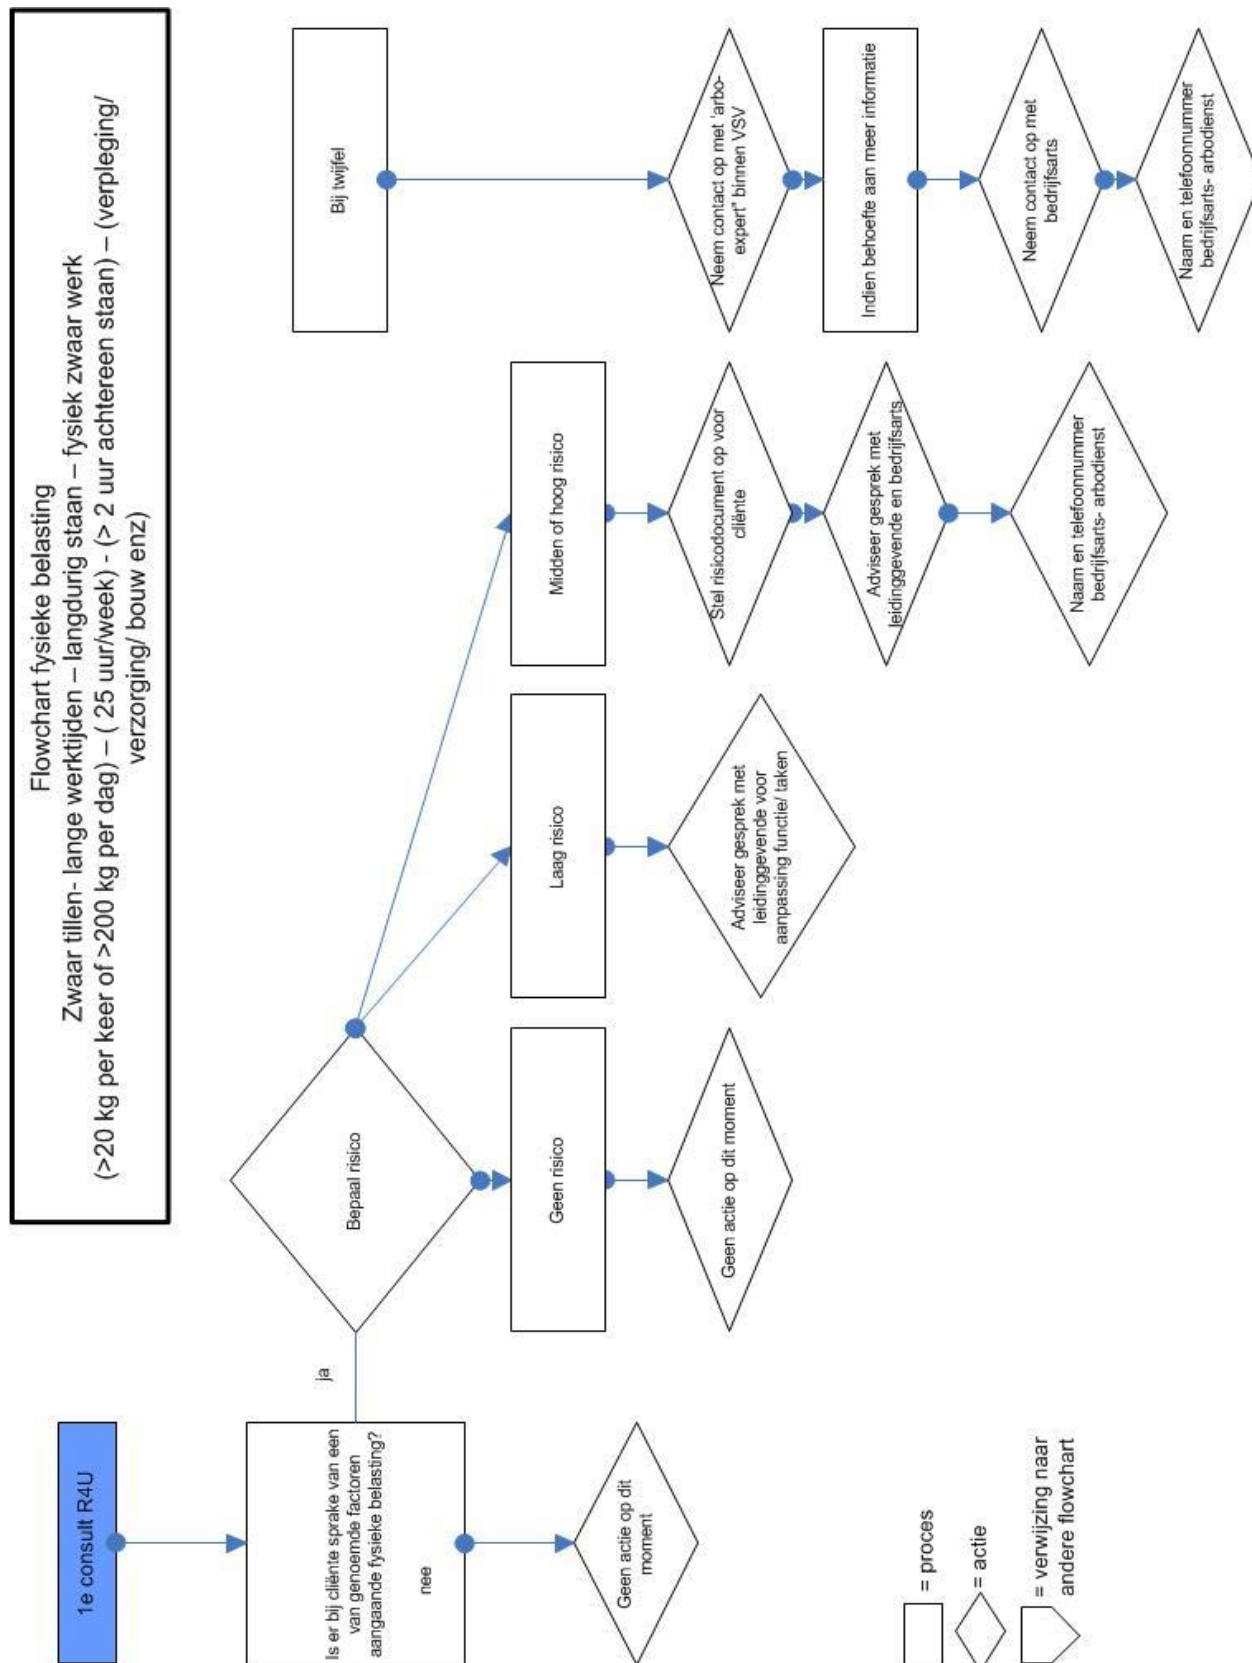 Flowchart fysieke belasting
Zwaar tillen- lange werktijden – langdurig staan – fysiek zwaar werk
(>20 kg per keer of >200 kg per dag) – ( 25 uur/week) - (> 2 uur achtereen staan) – (verpleging/
verzorging/ bouw enz)
1e consult R4U
Is er bij cliënte sprake van een
van genoemde factoren
aangaande fysieke belasting?
nee
ja
Geen actie op dit
moment
Bepaal risico
Geen risico
Geen actie op dit moment
Laag risico
Adviseer gesprek met
leidinggevende voor
aanpassing functie/ taken
Midden of hoog risico
Stel risicodocument op voor
cliënte
Adviseer gesprek met
leidinggevende en bedrijfsarts
Naam en telefoonnummer
bedrijfsarts- arbodienst
Bij twijfel
Neem contact op met 'arbo-
expert" binnen VSV
Indien behoefte aan meer informatie
Neem contact op met
bedrijfsarts
Naam en telefoonnummer
bedrijfsarts- arbodienst
= proces
= actie
= verwijzing naar
andere flowchart